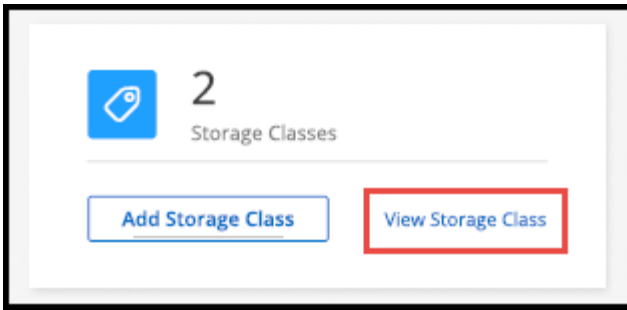 2
Storage Classes
Add Storage Class
View Storage Class